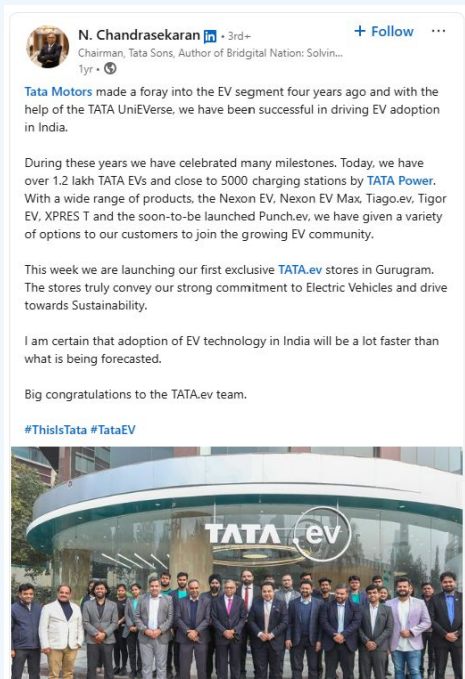 N. Chandrasekaran in • 3rd+
+ Follow ...
Chairman, Tata Sons, Author of Bridgital Nation: Solvin...
1yr •
Tata Motors made a foray into the EV segment four years ago and with the
help of the TATA UniEVerse, we have been successful in driving EV adoption
in India.
During these years we have celebrated many milestones. Today, we have
over 1.2 lakh TATA EVs and close to 5000 charging stations by TATA Power.
With a wide range of products, the Nexon EV, Nexon EV Max, Tiago.ev, Tigor
EV, XPRES T and the soon-to-be launched Punch.ev, we have given a variety
of options to our customers to join the growing EV community.
This week we are launching our first exclusive TATA.ev stores in Gurugram.
The stores truly convey our strong commitment to Electric Vehicles and drive
towards Sustainability.
I am certain that adoption of EV technology in India will be a lot faster than
what is being forecasted.
Big congratulations to the TATA.ev team.
#ThisIsTata #TataEV
TATA .ev